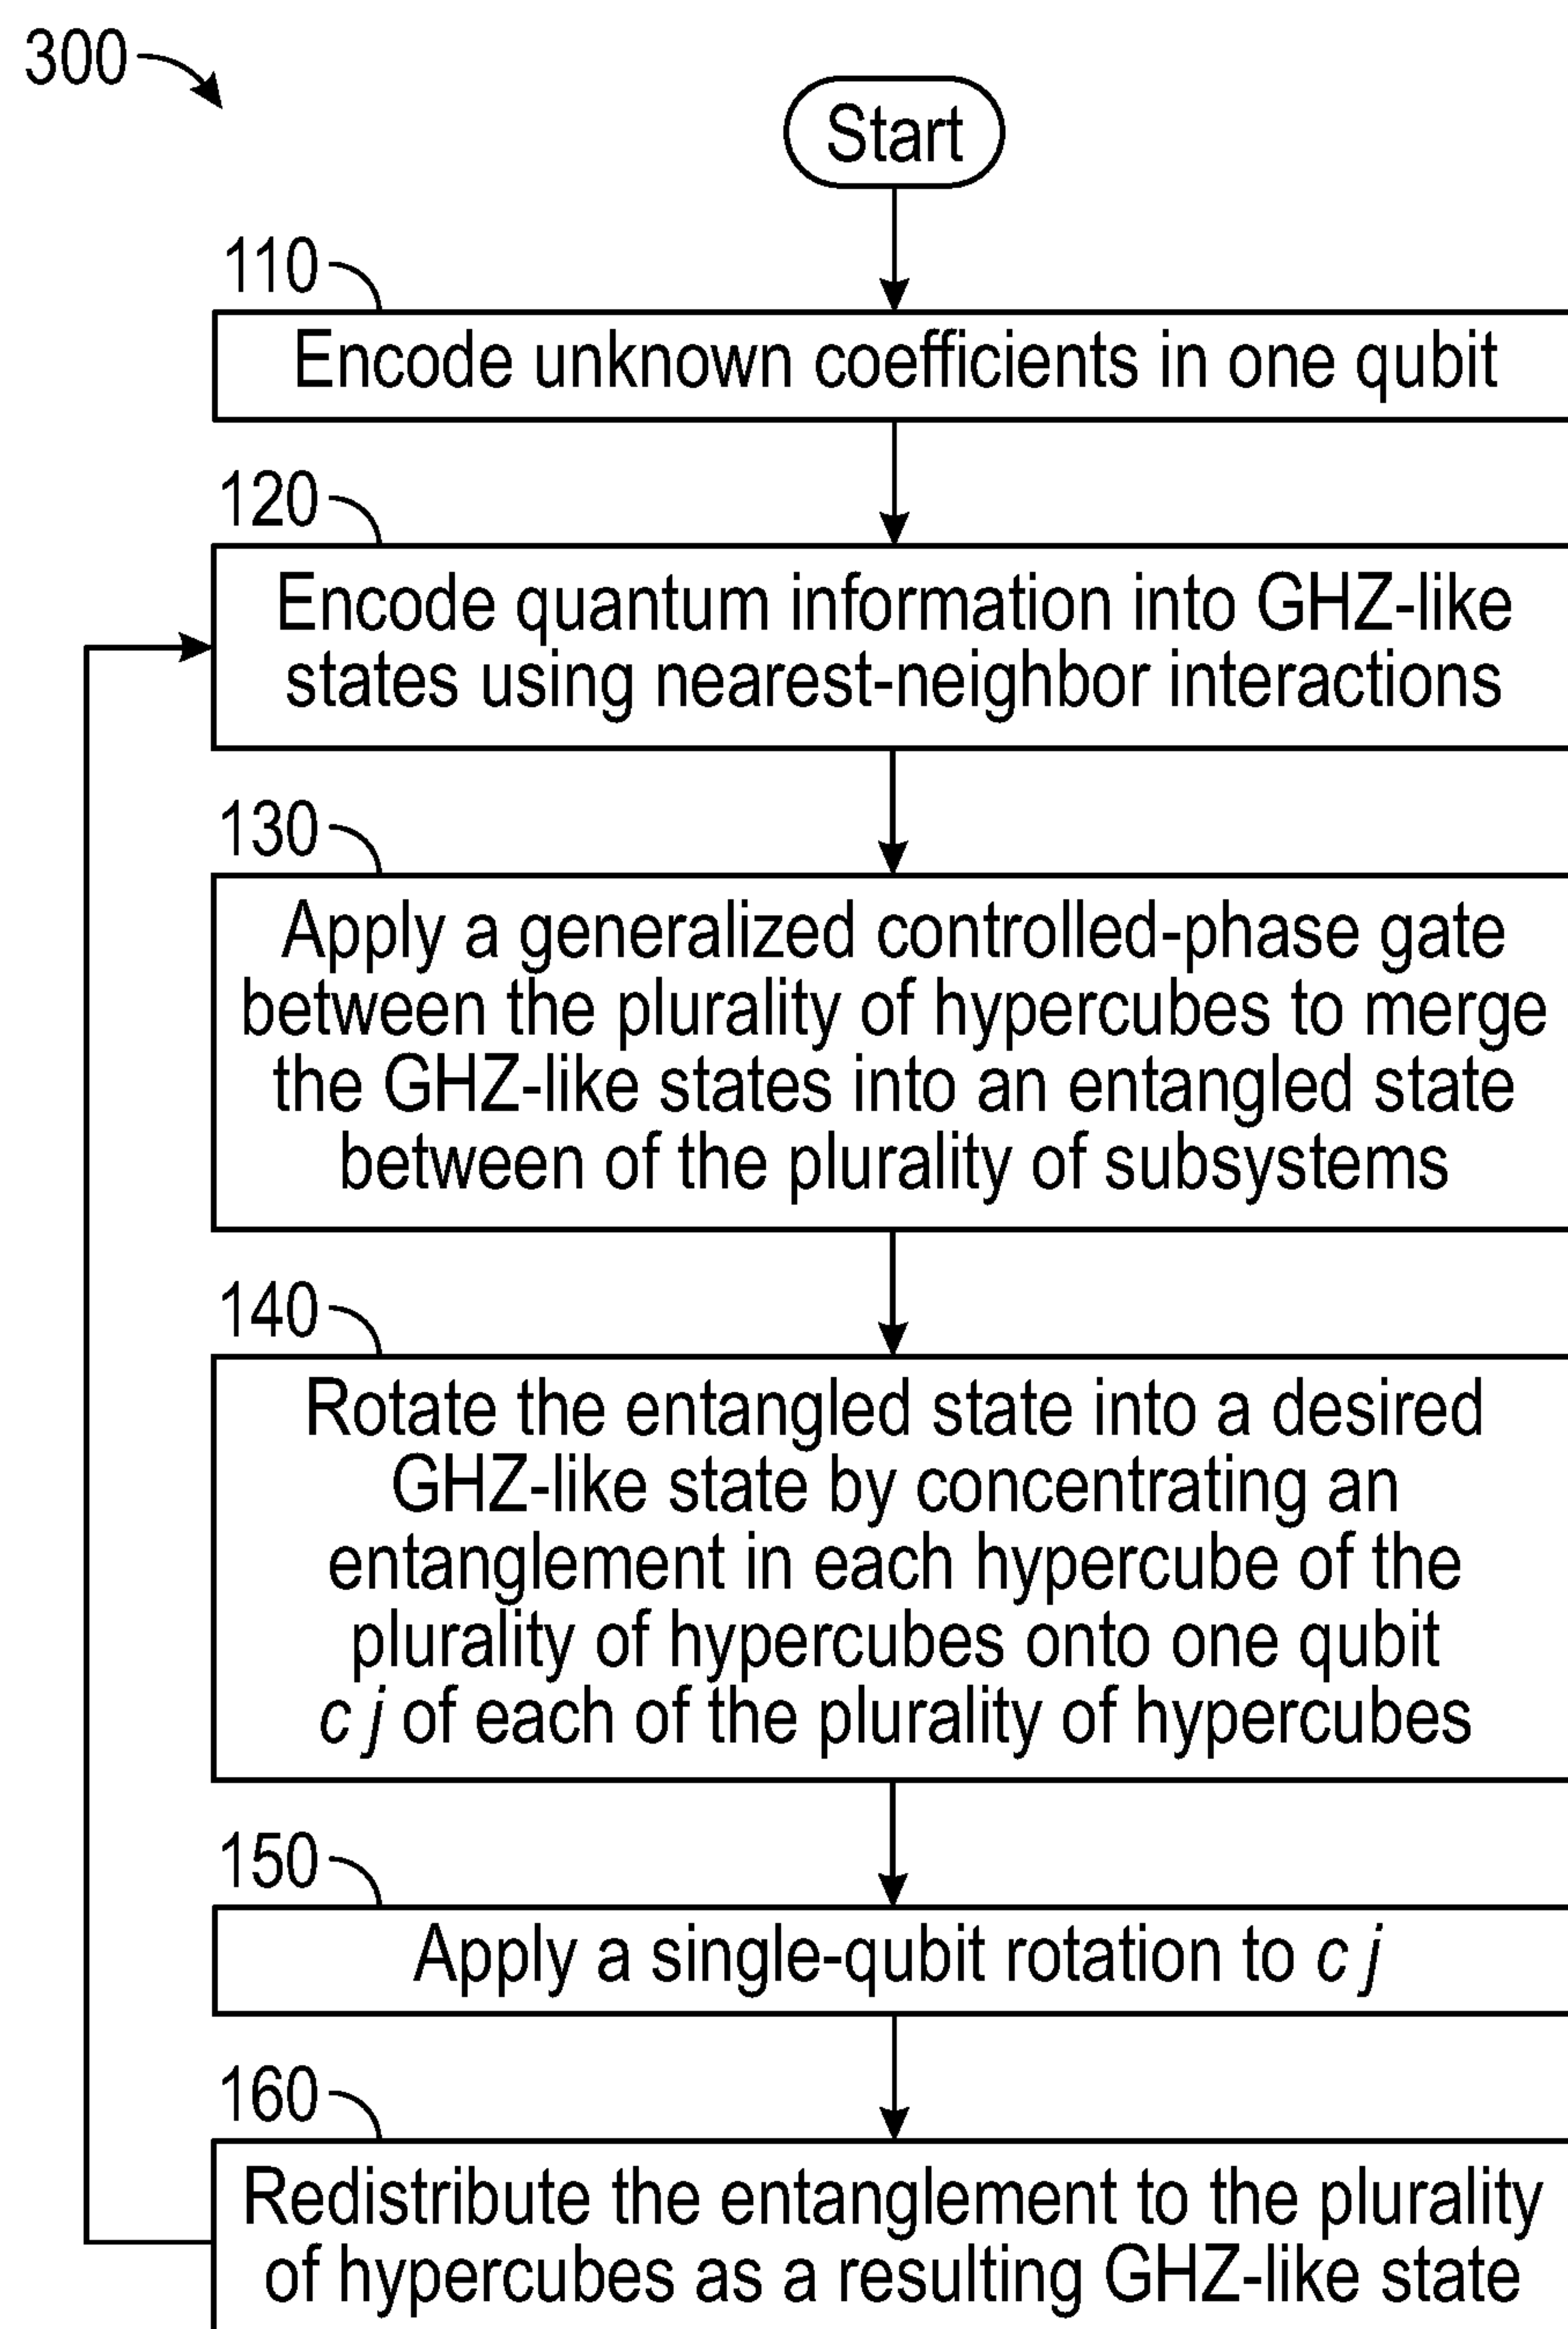 300
Start
110
Encode unknown coefficients in one qubit
120
Encode quantum information into GHZ-like
states using nearest-neighbor interactions
130
Apply a generalized controlled-phase gate
between the plurality of hypercubes to merge
the GHZ-like states into an entangled state
between of the plurality of subsystems
140
Rotate the entangled state into a desired
GHZ-like state by concentrating an
entanglement in each hypercube of the
plurality of hypercubes onto one qubit
c j of each of the plurality of hypercubes
150
Apply a single-qubit rotation to c j
160
Redistribute the entanglement to the plurality
of hypercubes as a resulting GHZ-like state